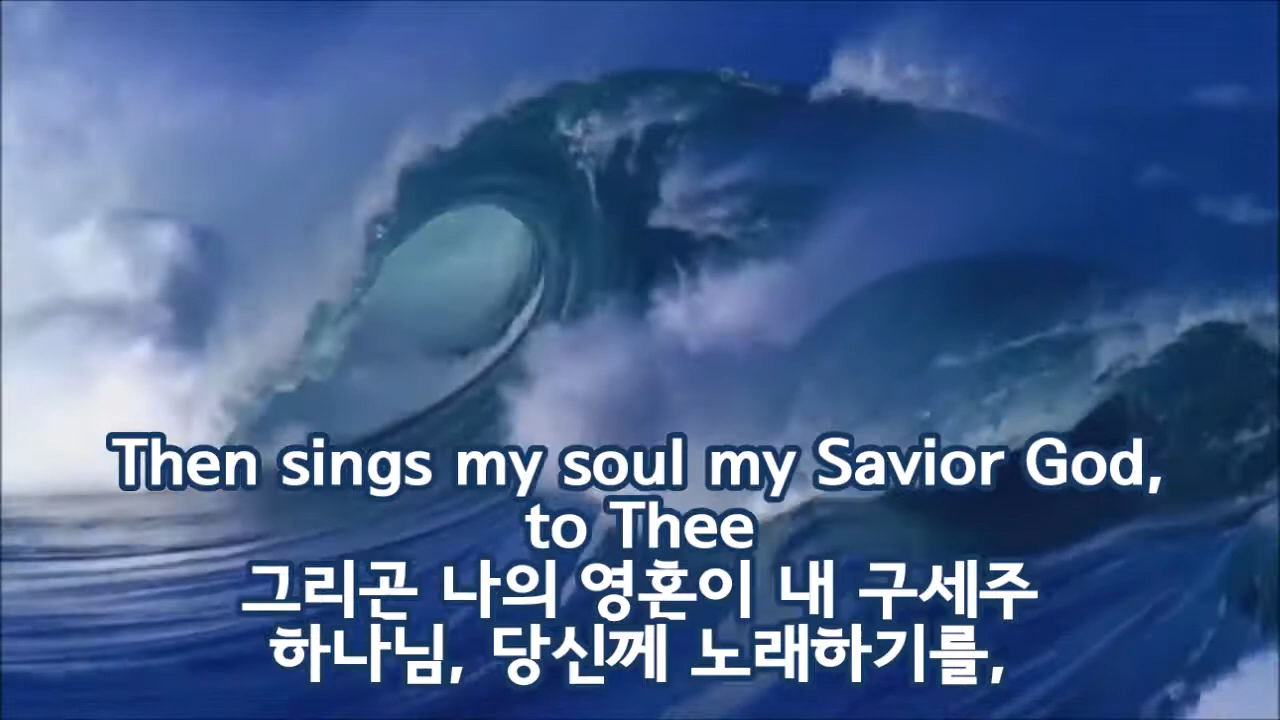 Then sings my soul my Savior God,
to Thee
그리곤 나의 영혼이 내 구세주
하나님, 당신께 노래하기를,